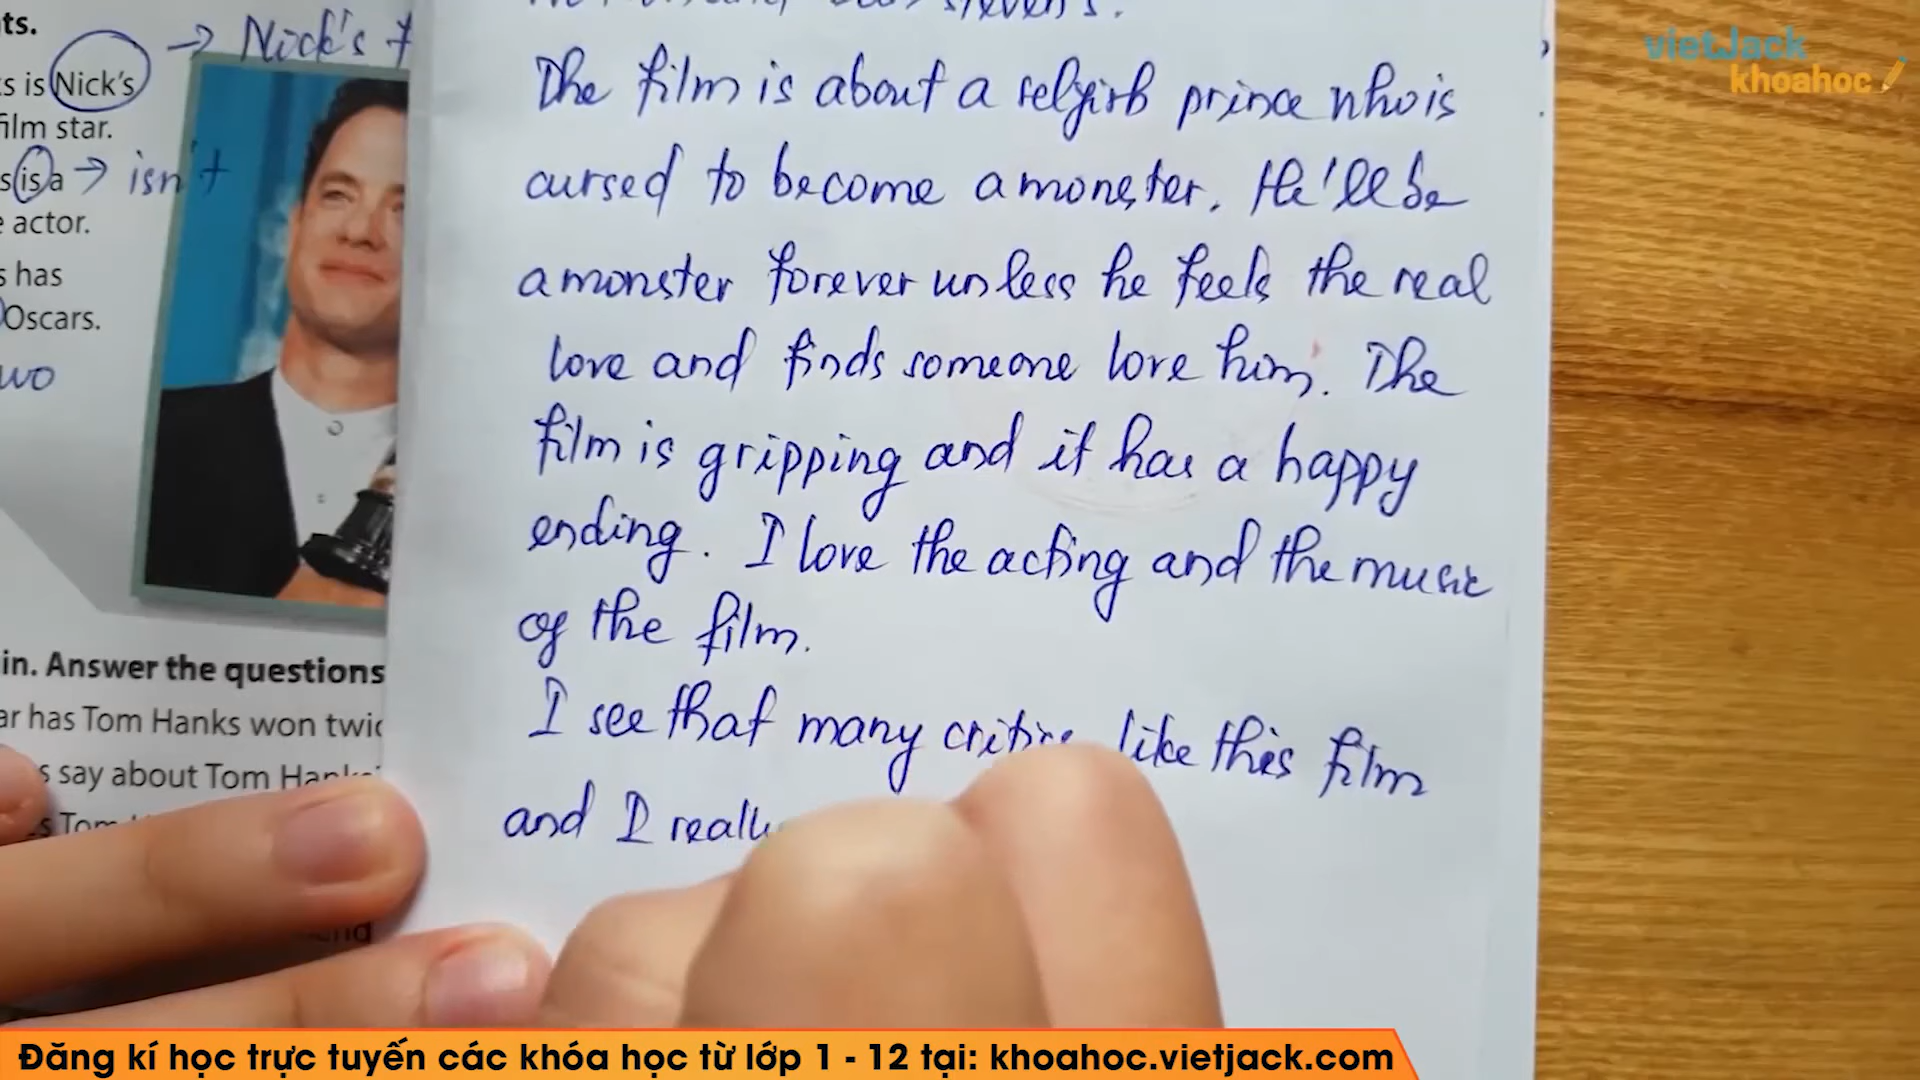 ts.
→ Nick's
s is Nick's
film star.
s is a → isn't
e actor.
s has
Oscars.
wo
in. Answer the questions
ar has Tom Hanks won twic
s say about Tom Hanks'
s Tom
stevens.
The film is about a selfish prince who is
cursed to become a monster. He'll be
a monster forever unless he feels the real
love and finds someone love him. The
film is gripping and it has a happy
ending. I love the acting and the music
of the film.
I see that many critics like this film
and I really
vietJack
khoahoc
Đăng kí học trực tuyến các khóa học từ lớp 1 - 12 tại: khoahoc.vietjack.com